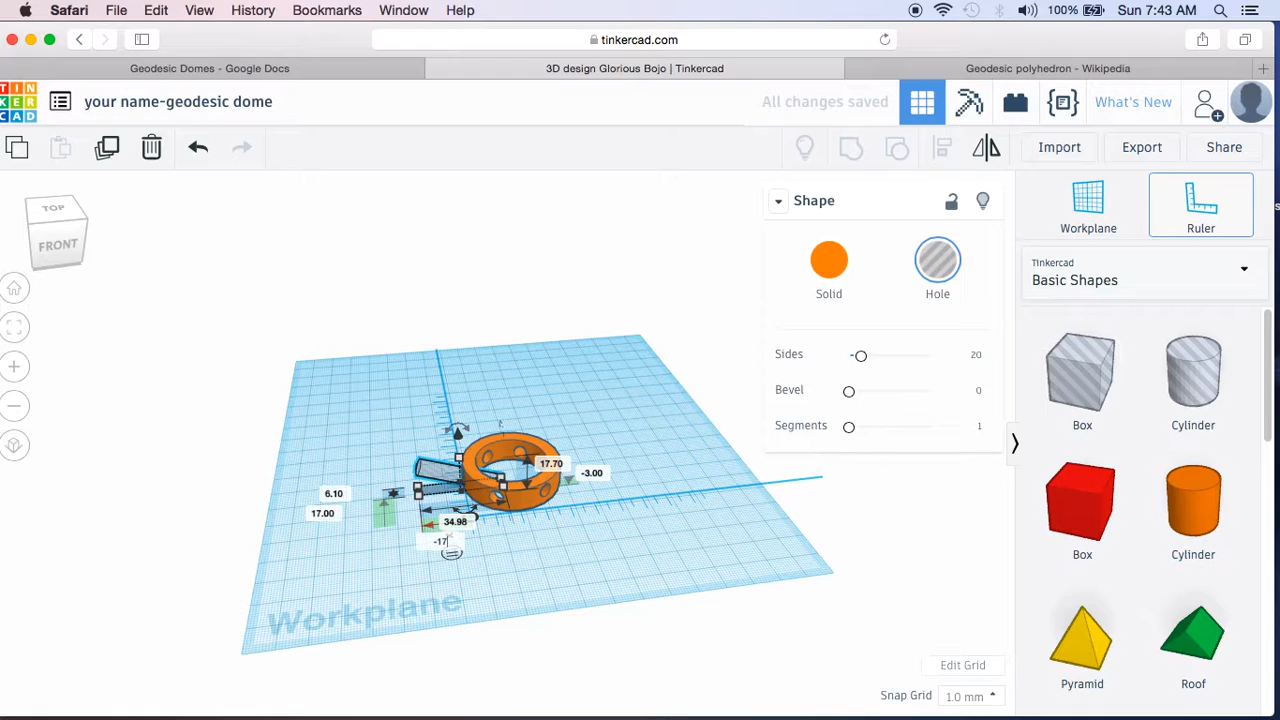 Safari File Edit View History Bookmarks Window Help 100% Sun 7:43 AM
tinkercad.com
Geodesic Domes - Google Docs 3D design Glorious Bojo | Tinkercad Geodesic polyhedron - Wikipedia
TIN
KER
CAD
your name-geodesic dome All changes saved What's New
Import Export Share
TOP
FRONT
Shape
Solid Hole
Sides 20
Bevel 0
Segments 1
Workplane Ruler
Tinkercad
Basic Shapes
Box Cylinder
Box Cylinder
Pyramid Roof
17.70
-3.00
6.10
17.00
34.98
-17
Workplane
Edit Grid
Snap Grid 1.0 mm